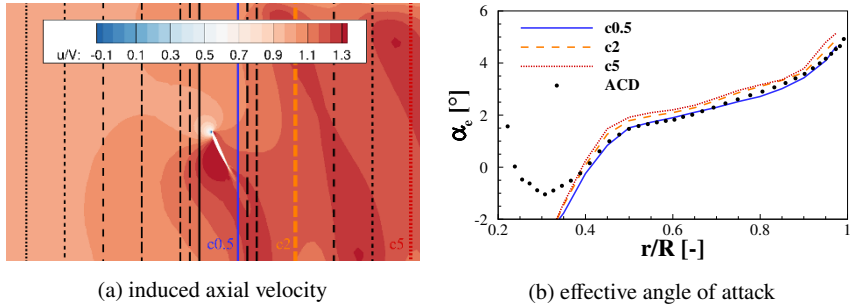 u/V: -0.1 0.1 0.3 0.5 0.7 0.9 1.1 1.3
c0.5 c2 c5
(a) induced axial velocity
6
4
2
0
-2
αe [°]
c0.5
c2
c5
ACD
0.2 0.4 0.6 0.8 1
r/R [-]
(b) effective angle of attack